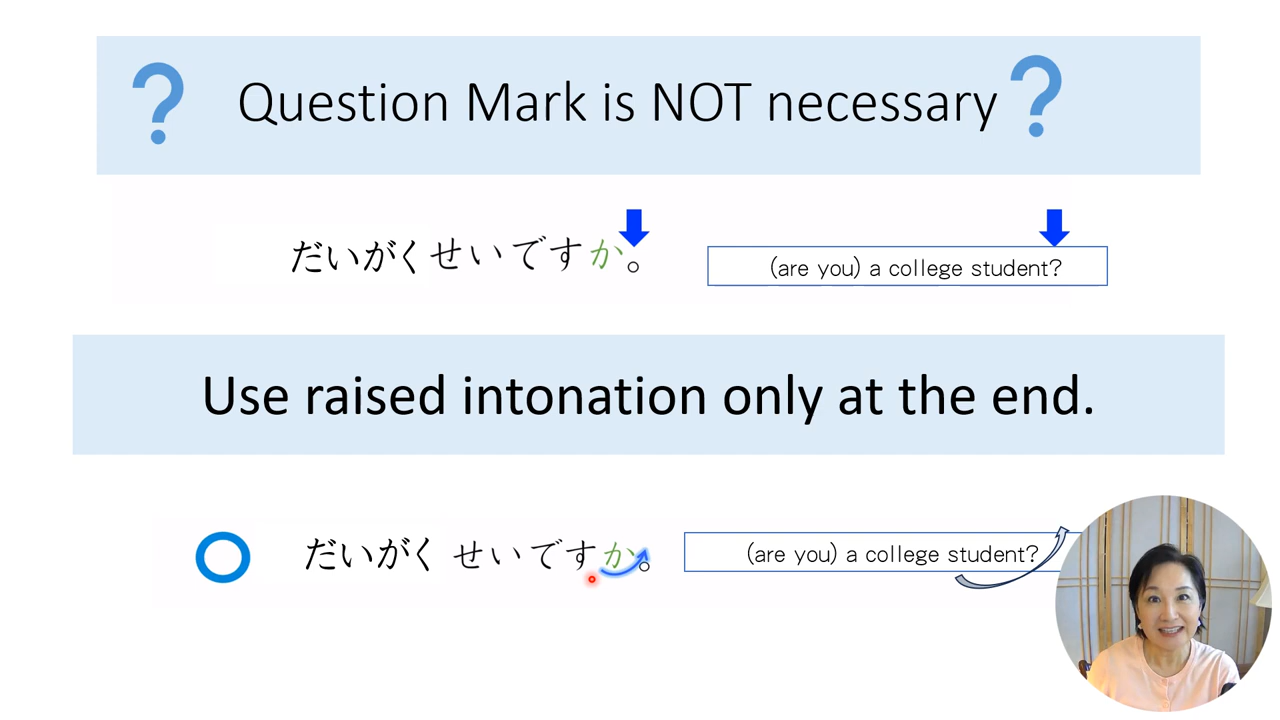 ? Question Mark is NOT necessary ?
だいがくせいですか。
(are you) a college student?
Use raised intonation only at the end.
だいがく せいですか。
(are you) a college student?